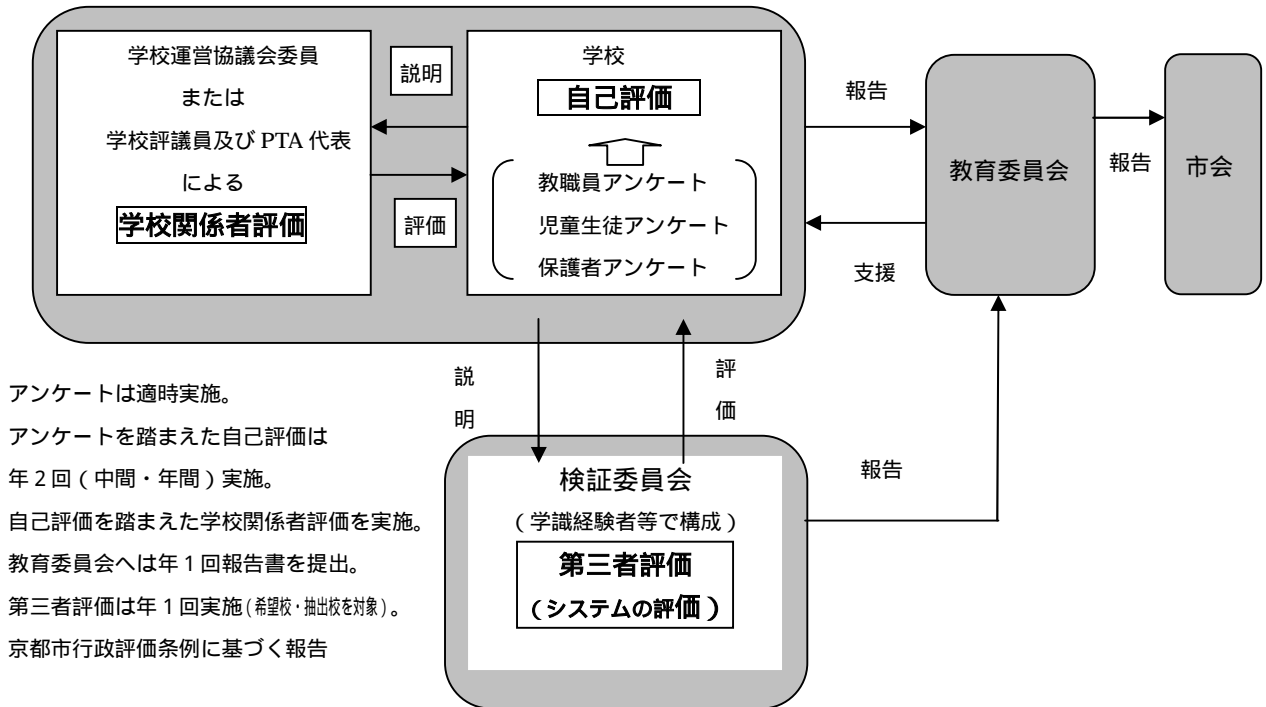 学校運営協議会委員
または
学校評議員及び PTA 代表
による
学校関係者評価
説明
評価
学校
自己評価
教職員アンケート
児童生徒アンケート
保護者アンケート
報告
支援
教育委員会
報告
市会
説明
評価
報告
検証委員会
(学識経験者等で構成)
第三者評価
(システムの評価)
アンケートは適時実施。
アンケートを踏まえた自己評価は
年2回(中間・年間)実施。
自己評価を踏まえた学校関係者評価を実施。
教育委員会へは年1回報告書を提出。
第三者評価は年1回実施(希望校・抽出校を対象)。
京都市行政評価条例に基づく報告